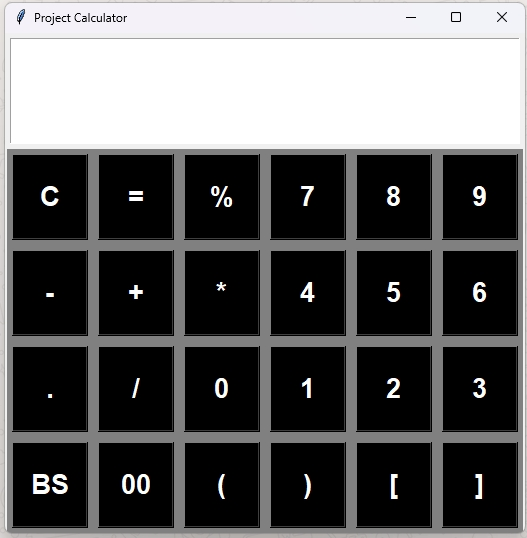 Project Calculator
C = % 7 8 9
- + * 4 5 6
. / 0 1 2 3
BS 00 ( ) [ ]